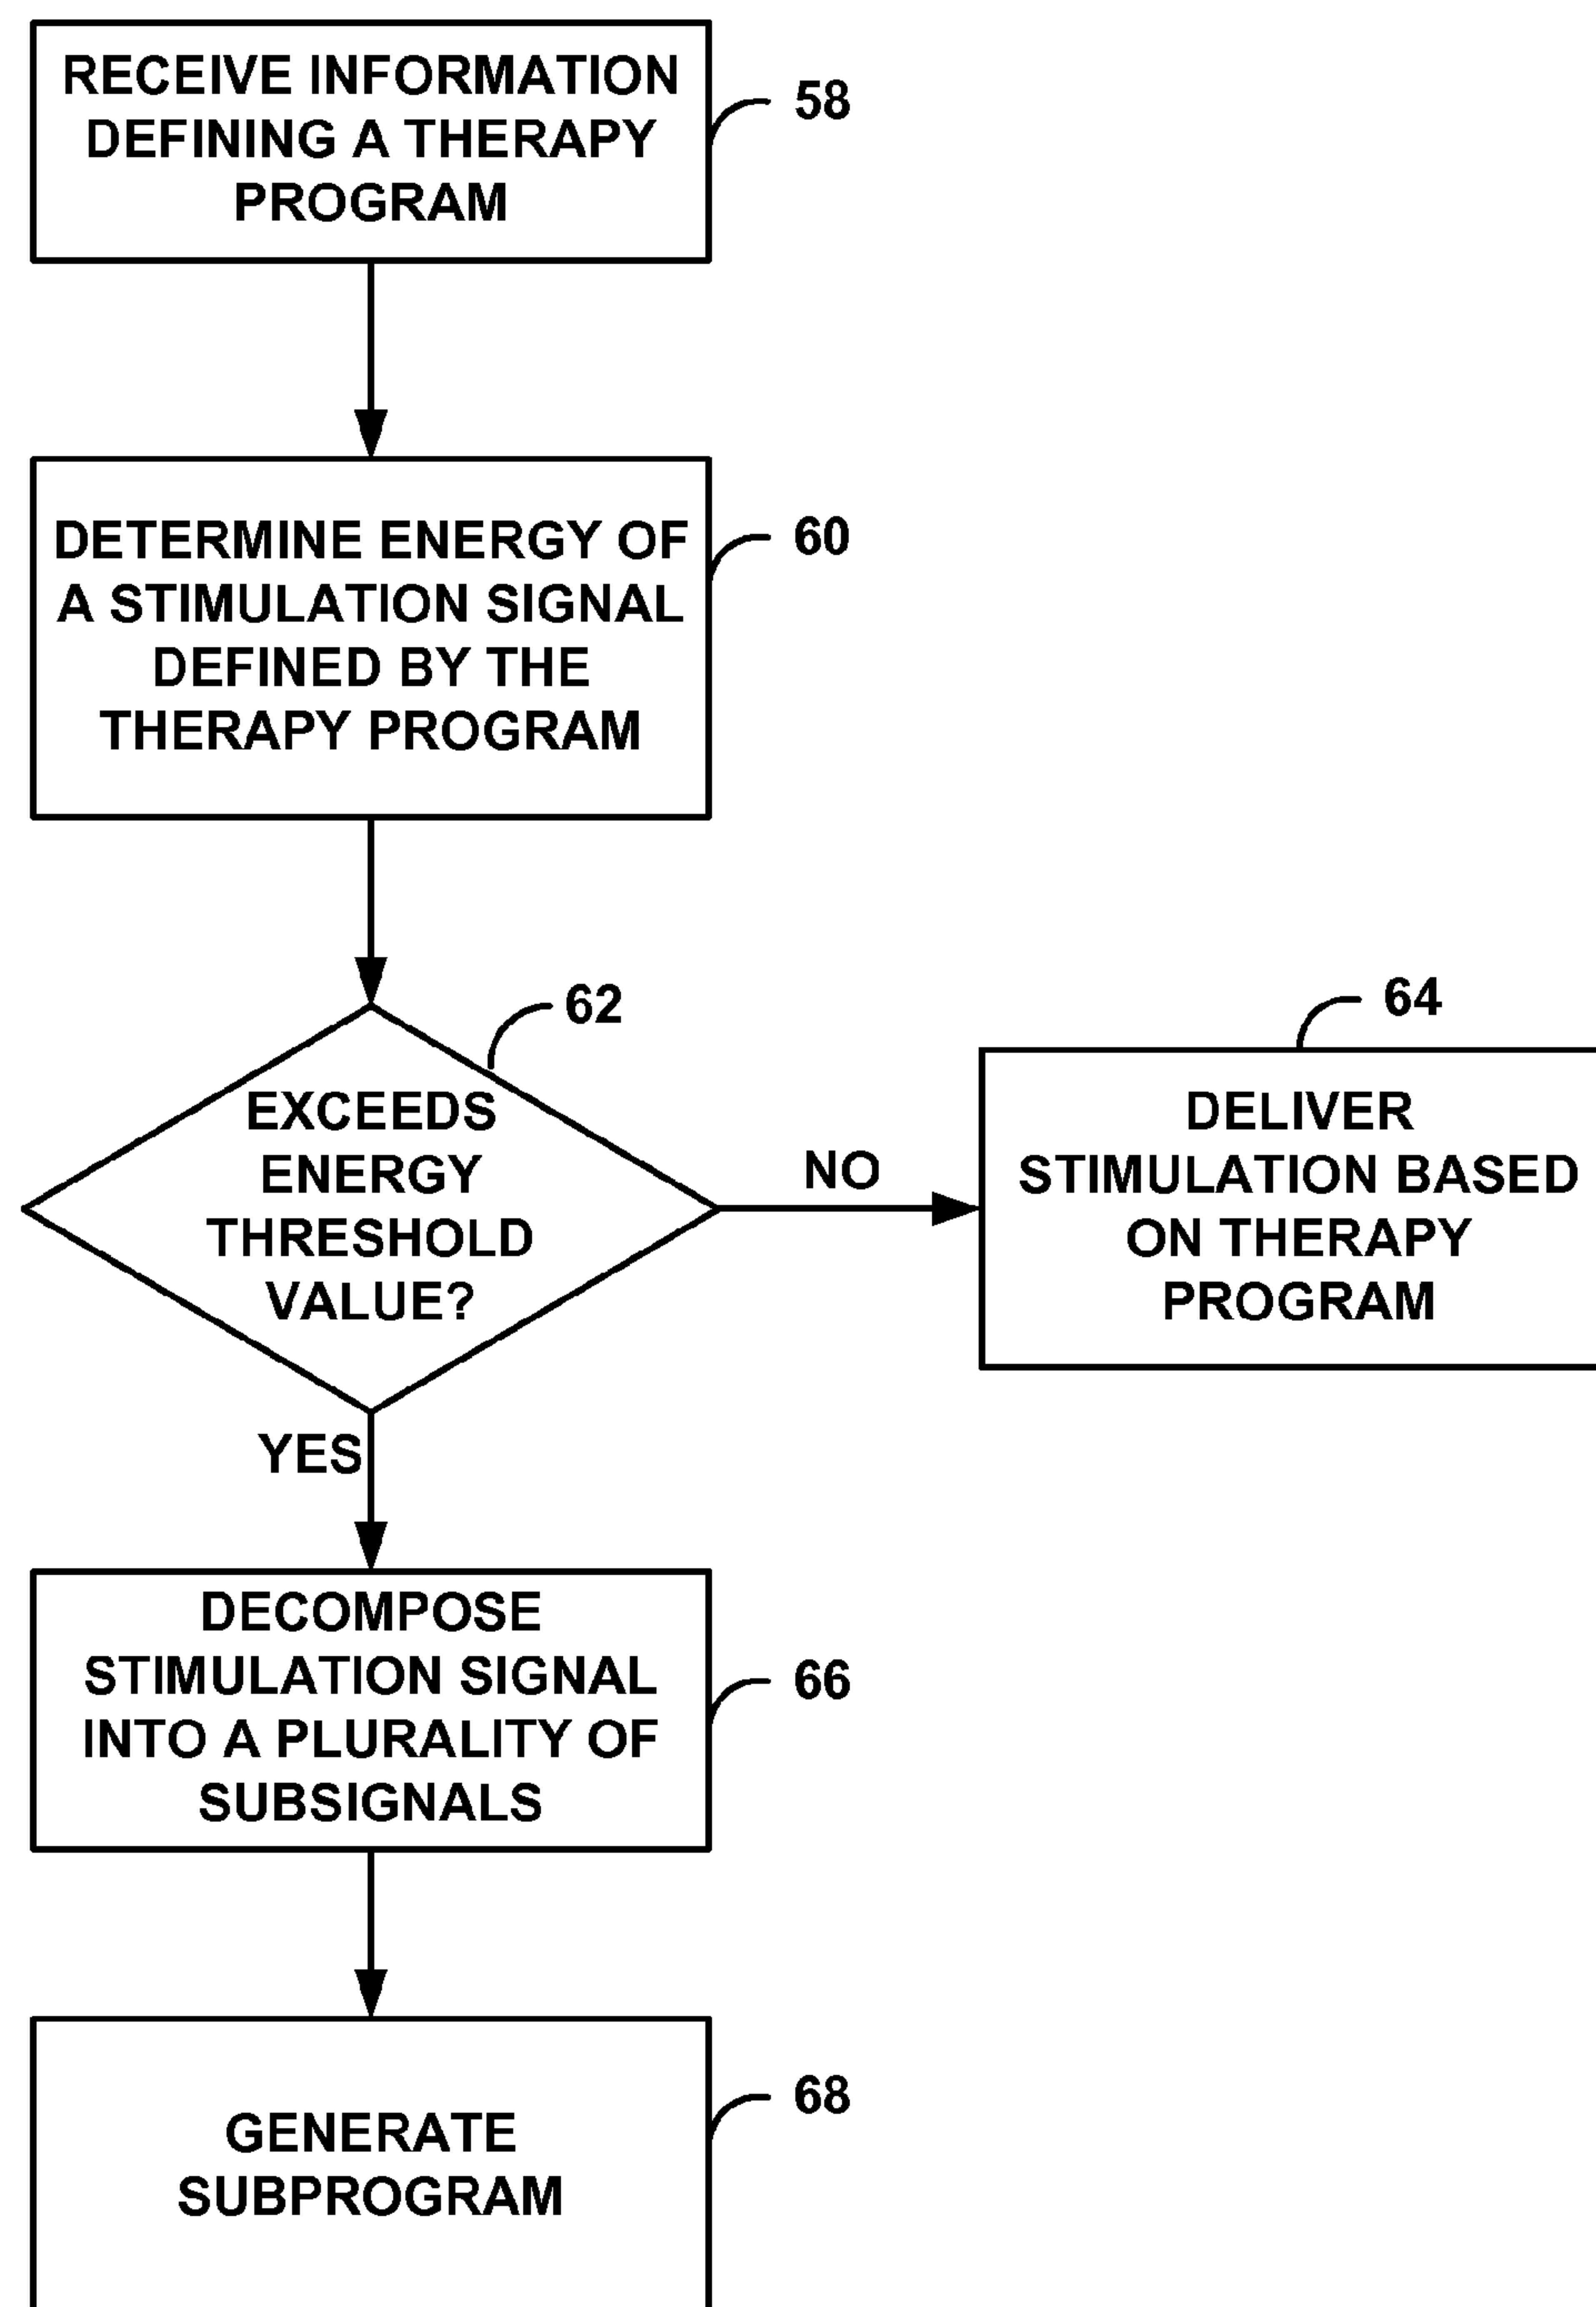 RECEIVE INFORMATION
DEFINING A THERAPY
PROGRAM
58
DETERMINE ENERGY OF
A STIMULATION SIGNAL
DEFINED BY THE
THERAPY PROGRAM
60
62
EXCEEDS
ENERGY
THRESHOLD
VALUE?
NO
64
DELIVER
STIMULATION BASED
ON THERAPY
PROGRAM
YES
DECOMPOSE
STIMULATION SIGNAL
INTO A PLURALITY OF
SUBSIGNALS
66
GENERATE
SUBPROGRAM
68